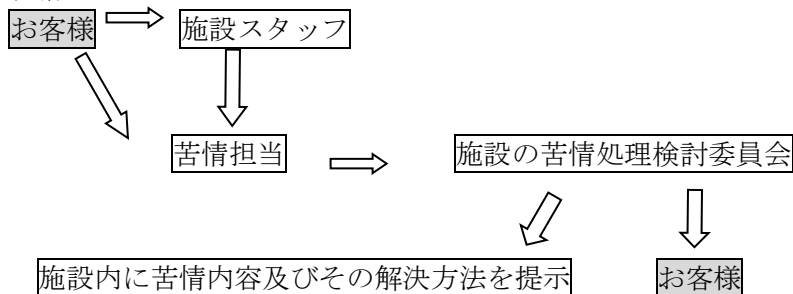 お客様
施設スタッフ
苦情担当
施設の苦情処理検討委員会
施設内に苦情内容及びその解決方法を提示
お客様